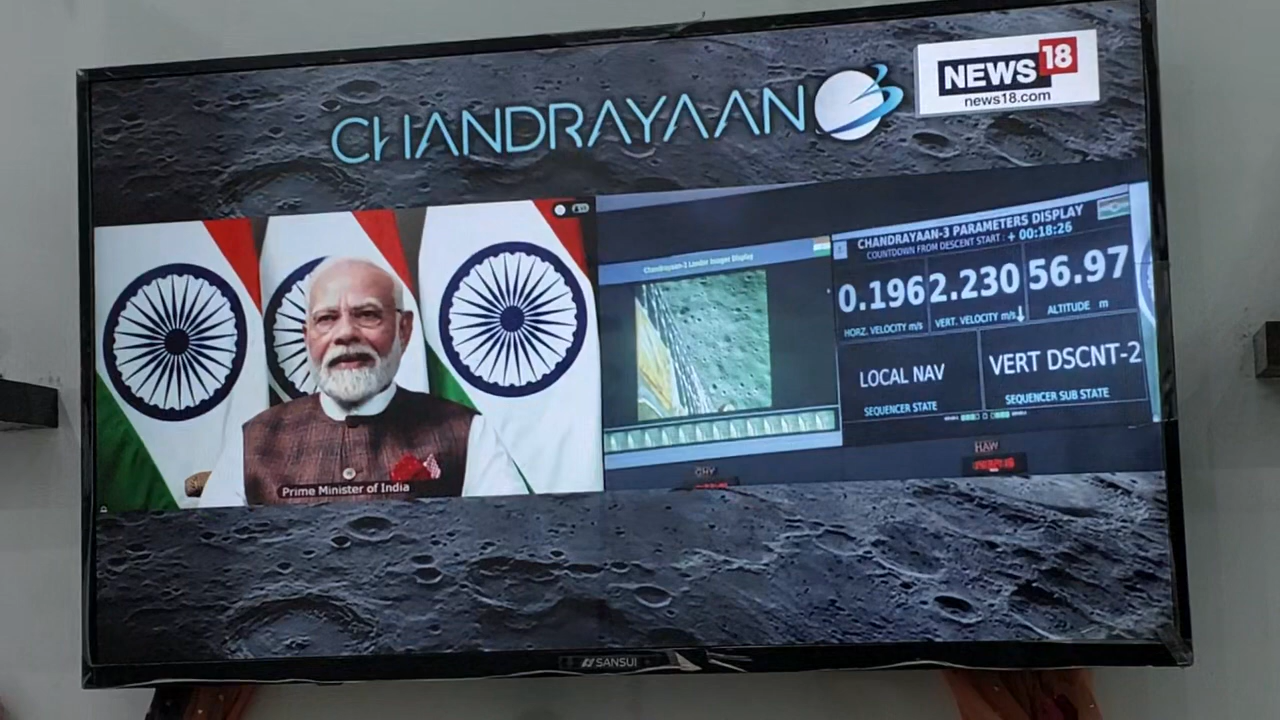 CHANDRAYAAN 3
NEWS18
news18.com
Prime Minister of India
Chandrayaan-3 Lander Imager Display
CHANDRAYAAN-3 PARAMETERS DISPLAY
COUNTDOWN FROM DESCENT START : + 00:18:26
0.196 2.230 56.97
HORZ. VELOCITY m/s VERT. VELOCITY m/s ALTITUDE m
LOCAL NAV VERT DSCNT-2
SEQUENCER STATE SEQUENCER SUB STATE
SANSUI